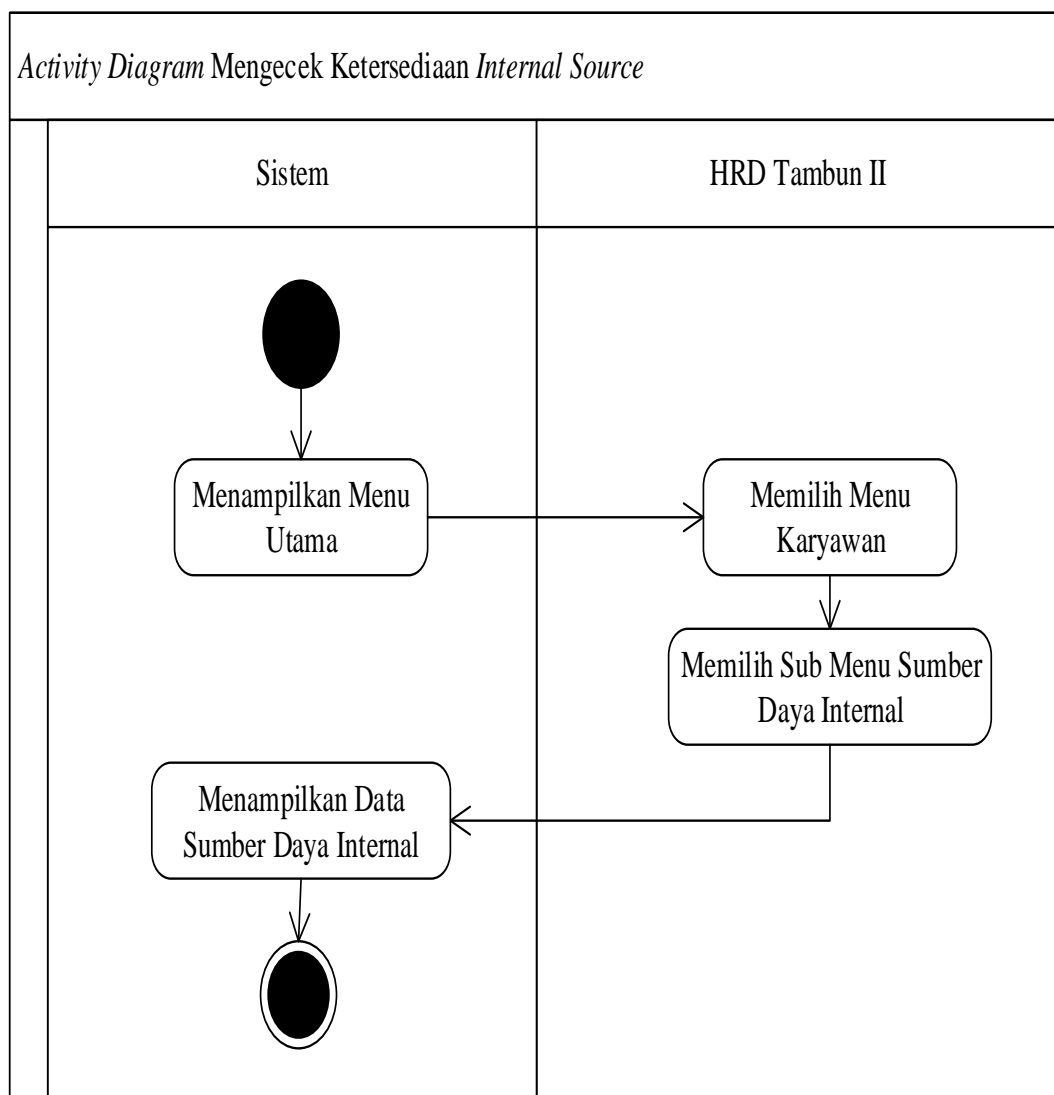 Activity Diagram Mengecek Ketersediaan Internal Source
Sistem
HRD Tambun II
Menampilkan Menu
Utama
Memilih Menu
Karyawan
Memilih Sub Menu Sumber
Daya Internal
Menampilkan Data
Sumber Daya Internal